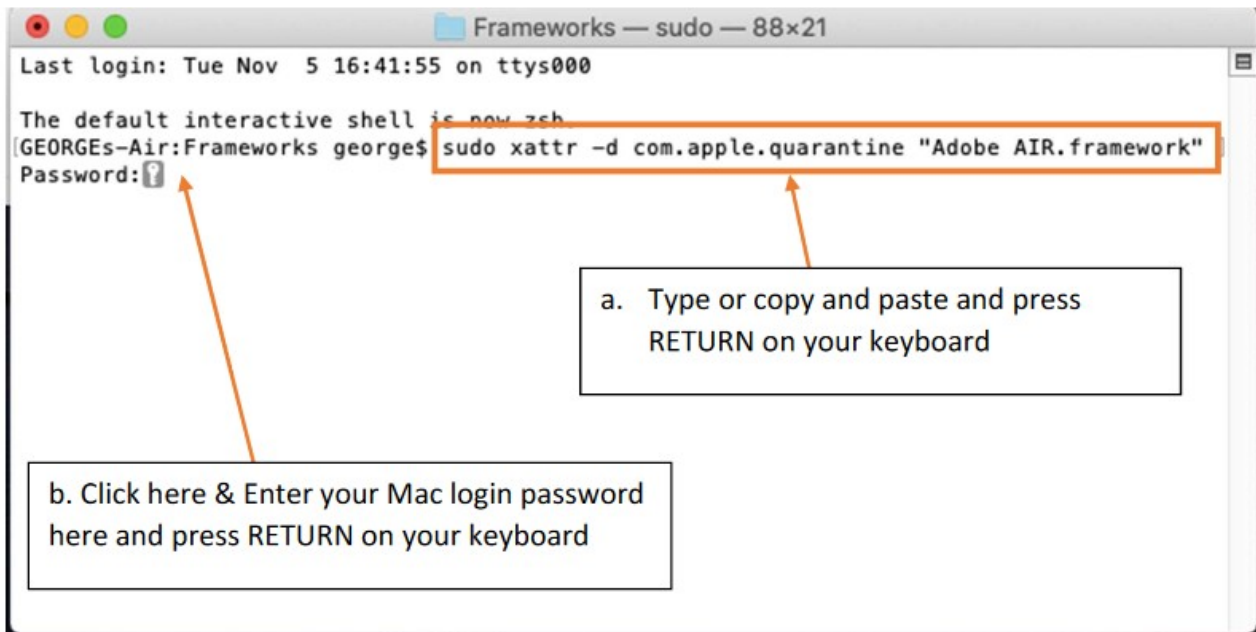 Frameworks — sudo — 88×21
Last login: Tue Nov  5 16:41:55 on ttys000
The default interactive shell is now zsh.
[GEORGEs-Air:Frameworks george$ sudo xattr -d com.apple.quarantine "Adobe AIR.framework" ]
Password:
a. Type or copy and paste and press
RETURN on your keyboard
b. Click here & Enter your Mac login password
here and press RETURN on your keyboard